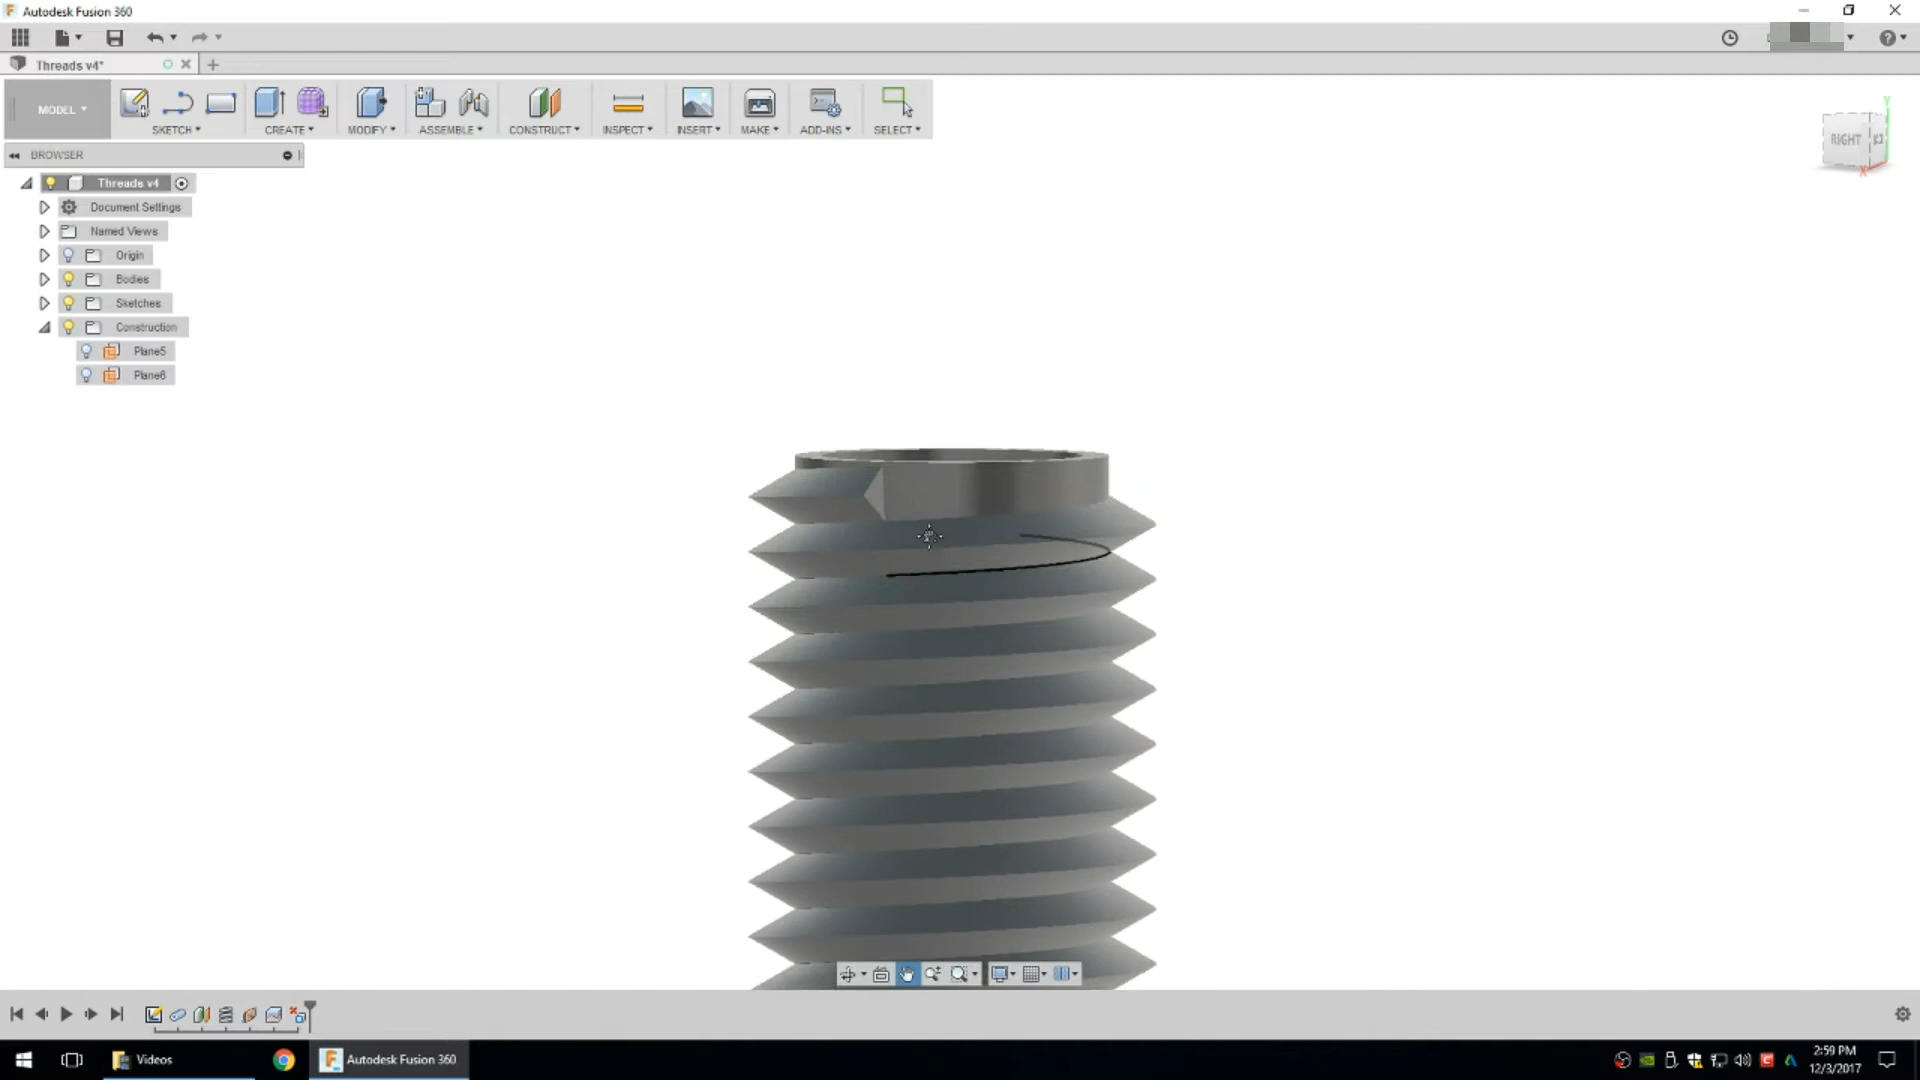 Autodesk Fusion 360
Threads v4*
MODEL
SKETCH
CREATE
MODIFY
ASSEMBLE
CONSTRUCT
INSPECT
INSERT
MAKE
ADD-INS
SELECT
BROWSER
Threads v4
Document Settings
Named Views
Origin
Bodies
Sketches
Construction
Plane5
Plane6
Y
RIGHT
X
Videos
Autodesk Fusion 360
2:59 PM
12/3/2017